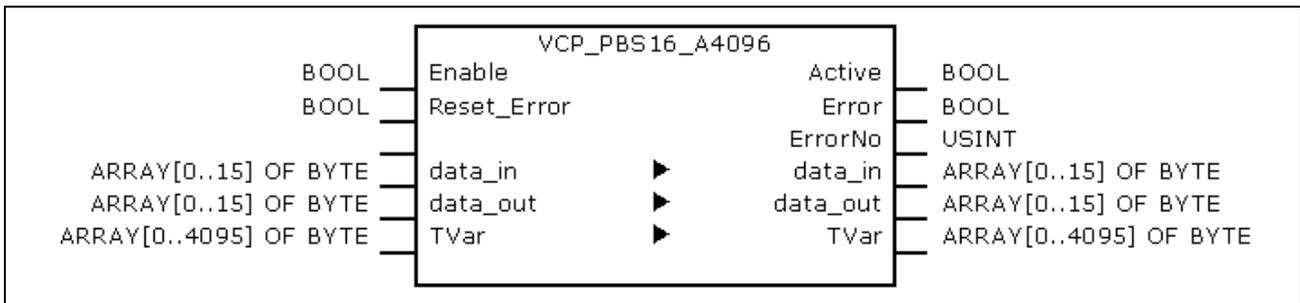 VCP_PBS16_A4096
BOOL Enable Active BOOL
BOOL Reset_Error Error BOOL
ErrorNo USINT
ARRAY[0..15] OF BYTE data_in data_in ARRAY[0..15] OF BYTE
ARRAY[0..15] OF BYTE data_out data_out ARRAY[0..15] OF BYTE
ARRAY[0..4095] OF BYTE TVar TVar ARRAY[0..4095] OF BYTE